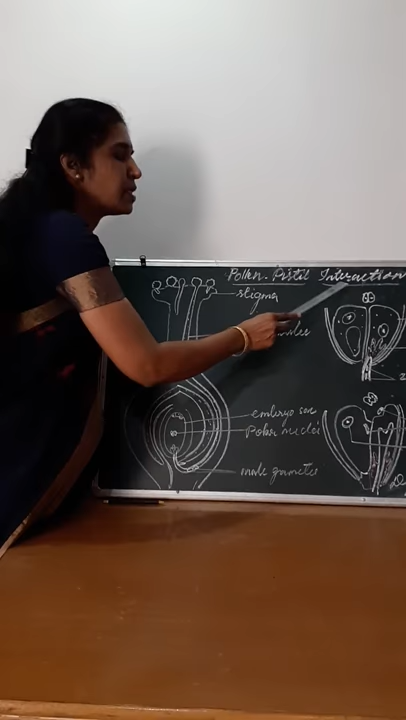 Pollen-Pistil Interaction
stigma
embryo sac
Polar nuclei
male gametes